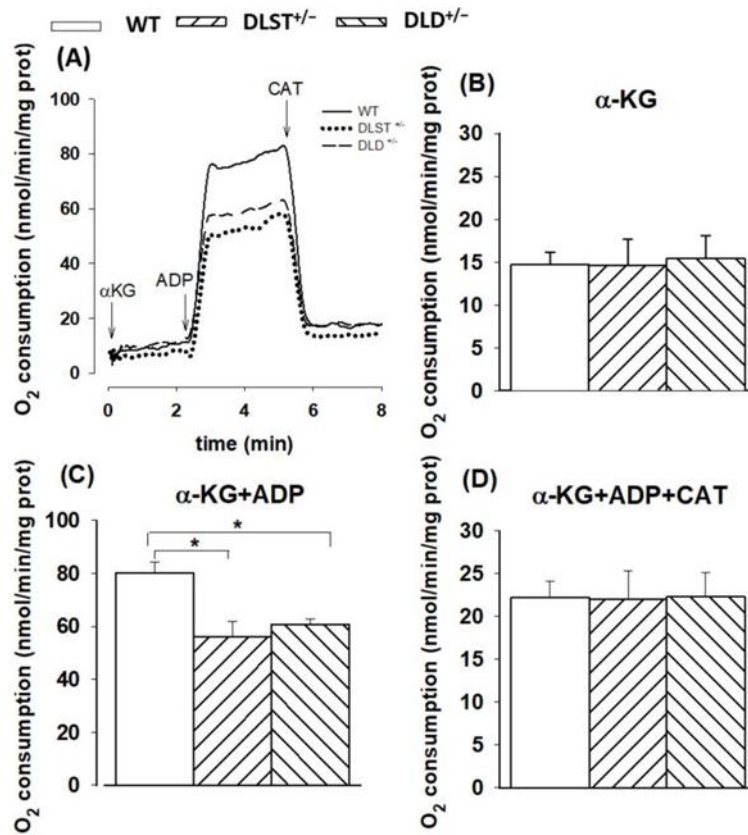 WT DLST+/− DLD+/−
(A)
O2 consumption (nmol/min/mg prot)
100
80
60
40
20
0
αKG
ADP
CAT
WT
DLST +/-
DLD +/-
0 2 4 6 8
time (min)
(B)
α-KG
O2 consumption (nmol/min/mg prot)
30
25
20
15
10
5
0
(C)
α-KG+ADP
O2 consumption (nmol/min/mg prot)
100
80
60
40
20
0
*
*
(D)
α-KG+ADP+CAT
O2 consumption (nmol/min/mg prot)
30
25
20
15
10
5
0